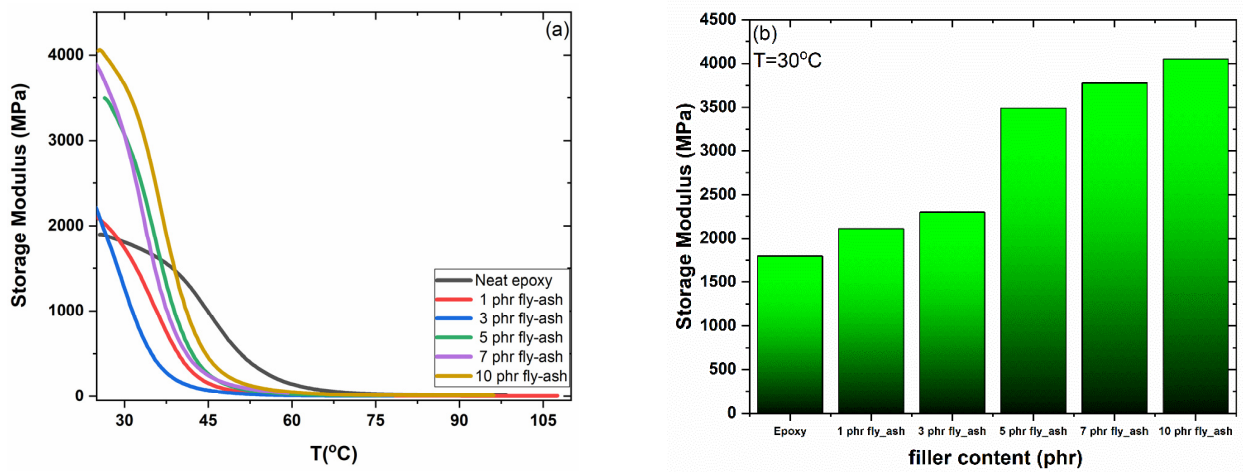 (a)
Storage Modulus (MPa)
4000
3000
2000
1000
0
30
45
60
75
90
105
T(°C)
Neat epoxy
1 phr fly-ash
3 phr fly-ash
5 phr fly-ash
7 phr fly-ash
10 phr fly-ash
(b)
T=30°C
Storage Modulus (MPa)
4500
4000
3500
3000
2500
2000
1500
1000
500
0
Epoxy
1 phr fly_ash
3 phr fly_ash
5 phr fly_ash
7 phr fly_ash
10 phr fly_ash
filler content (phr)